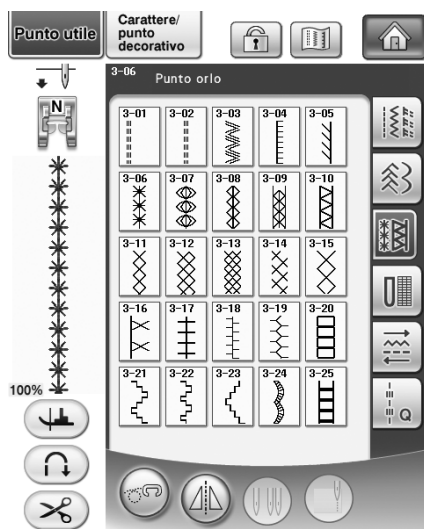 Punto utile
Carattere/
punto
decorativo
3-06
Punto orlo
N
3-01 3-02 3-03 3-04 3-05
3-06 3-07 3-08 3-09 3-10
3-11 3-12 3-13 3-14 3-15
3-16 3-17 3-18 3-19 3-20
3-21 3-22 3-23 3-24 3-25
100%
Q